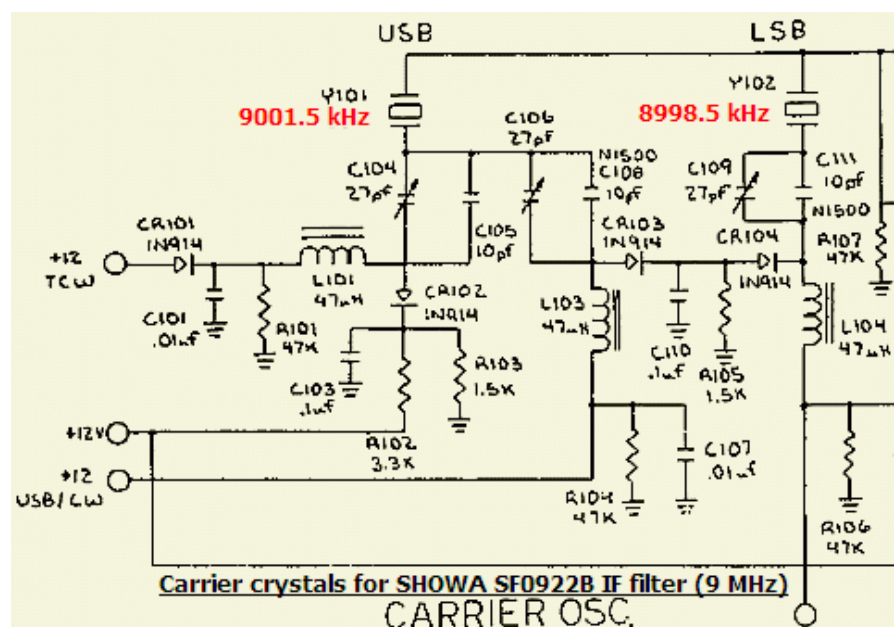 USB
LSB
Y101
9001.5 kHz
Y102
8998.5 kHz
C106
27pf
C104
27pf
N1500
C108
10pf
C109
27pf
C111
10pf
N1500
CR101
1N914
C105
10pf
CR103
1N914
CR104
1N914
R107
47K
+12
TCW
L101
47uH
CR102
1N914
L103
47uH
L104
47uH
C101
.01uf
R101
47K
C103
.1uf
R103
1.5K
C110
.1uf
R105
1.5K
+12V
R102
3.3K
+12
USB/CW
R104
47K
C107
.01uf
R106
47K
Carrier crystals for SHOWA SF0922B IF filter (9 MHz)
CARRIER OSC.